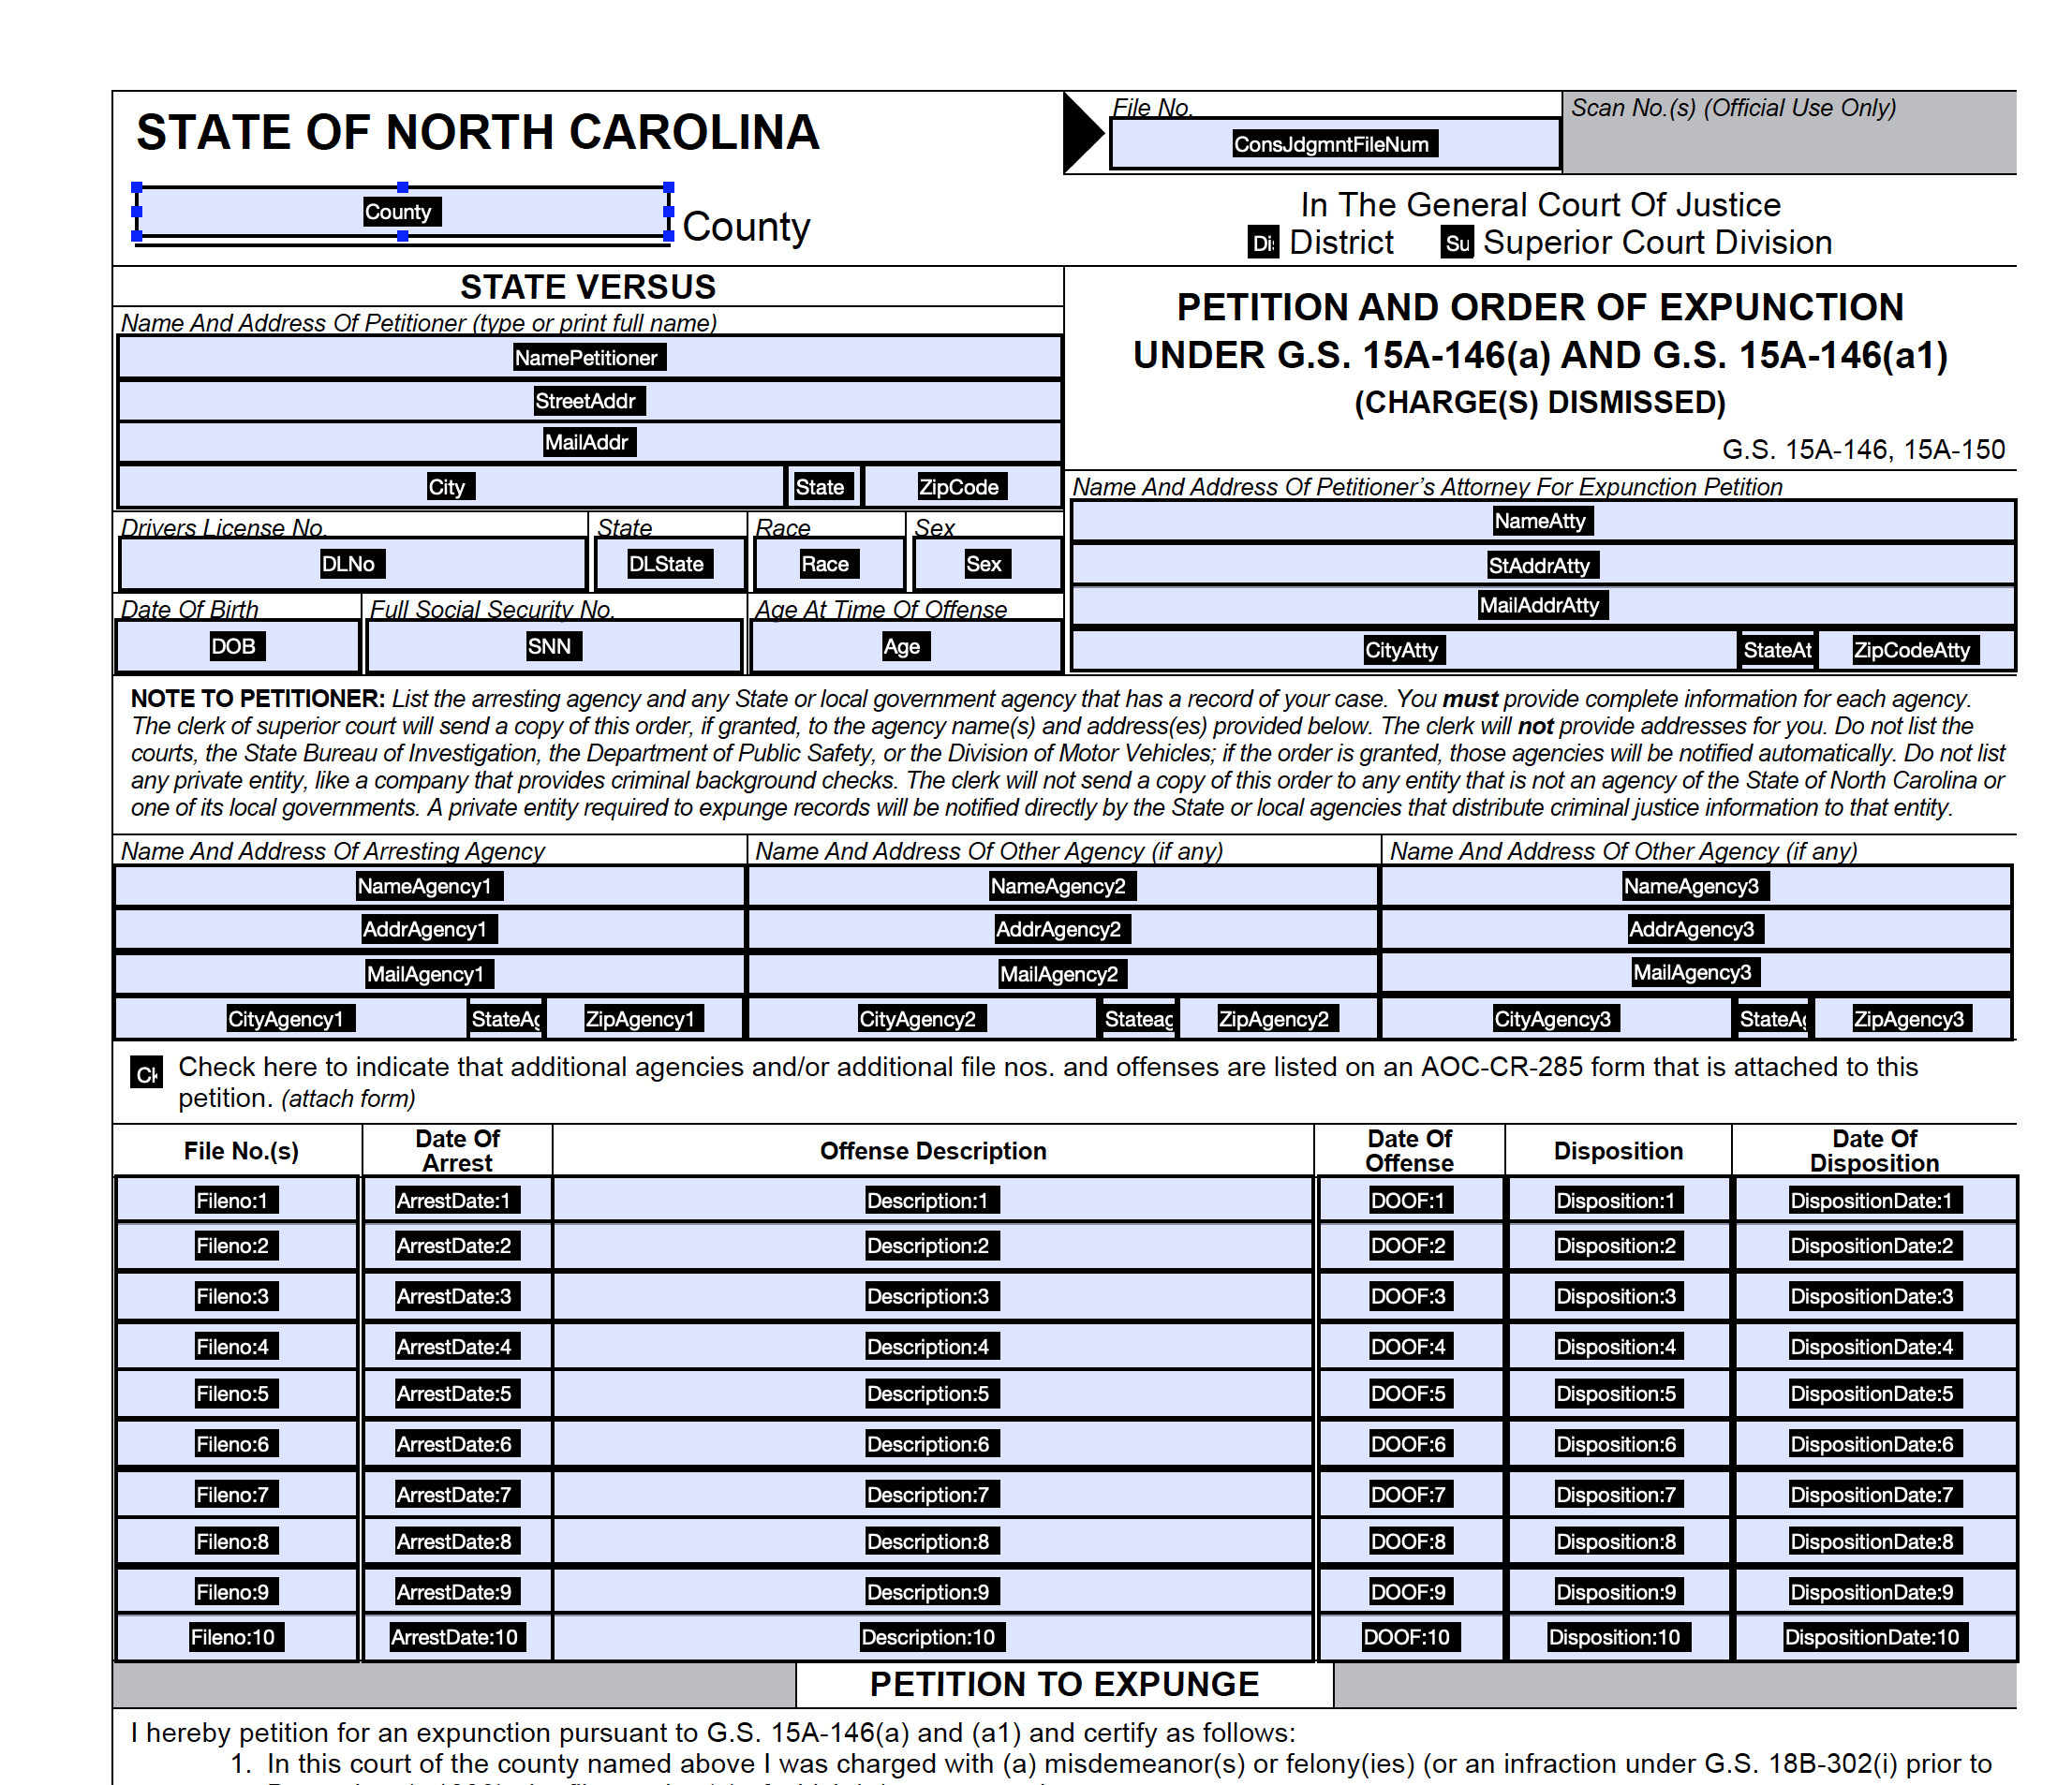 STATE OF NORTH CAROLINA
File No.
ConsJdgmntFileNum
Scan No.(s) (Official Use Only)
County
County
In The General Court Of Justice
District Superior Court Division
STATE VERSUS
Name And Address Of Petitioner (type or print full name)
NamePetitioner
StreetAddr
MailAddr
City State ZipCode
PETITION AND ORDER OF EXPUNCTION
UNDER G.S. 15A-146(a) AND G.S. 15A-146(a1)
(CHARGE(S) DISMISSED)
G.S. 15A-146, 15A-150
Drivers License No. State Race Sex
DLNo DLState Race Sex
Date Of Birth Full Social Security No. Age At Time Of Offense
DOB SNN Age
Name And Address Of Petitioner's Attorney For Expunction Petition
NameAtty
StAddrAtty
MailAddrAtty
CityAtty StateAt ZipCodeAtty
NOTE TO PETITIONER: List the arresting agency and any State or local government agency that has a record of your case. You must provide complete information for each agency.
The clerk of superior court will send a copy of this order, if granted, to the agency name(s) and address(es) provided below. The clerk will not provide addresses for you. Do not list the
courts, the State Bureau of Investigation, the Department of Public Safety, or the Division of Motor Vehicles; if the order is granted, those agencies will be notified automatically. Do not list
any private entity, like a company that provides criminal background checks. The clerk will not send a copy of this order to any entity that is not an agency of the State of North Carolina or
one of its local governments. A private entity required to expunge records will be notified directly by the State or local agencies that distribute criminal justice information to that entity.
Name And Address Of Arresting Agency Name And Address Of Other Agency (if any) Name And Address Of Other Agency (if any)
NameAgency1 NameAgency2 NameAgency3
AddrAgency1 AddrAgency2 AddrAgency3
MailAgency1 MailAgency2 MailAgency3
CityAgency1 StateAg ZipAgency1 CityAgency2 Stateag ZipAgency2 CityAgency3 StateAg ZipAgency3
Check here to indicate that additional agencies and/or additional file nos. and offenses are listed on an AOC-CR-285 form that is attached to this
petition. (attach form)
File No.(s) Date Of Arrest Offense Description Date Of Offense Disposition Date Of Disposition
Fileno:1 ArrestDate:1 Description:1 DOOF:1 Disposition:1 DispositionDate:1
Fileno:2 ArrestDate:2 Description:2 DOOF:2 Disposition:2 DispositionDate:2
Fileno:3 ArrestDate:3 Description:3 DOOF:3 Disposition:3 DispositionDate:3
Fileno:4 ArrestDate:4 Description:4 DOOF:4 Disposition:4 DispositionDate:4
Fileno:5 ArrestDate:5 Description:5 DOOF:5 Disposition:5 DispositionDate:5
Fileno:6 ArrestDate:6 Description:6 DOOF:6 Disposition:6 DispositionDate:6
Fileno:7 ArrestDate:7 Description:7 DOOF:7 Disposition:7 DispositionDate:7
Fileno:8 ArrestDate:8 Description:8 DOOF:8 Disposition:8 DispositionDate:8
Fileno:9 ArrestDate:9 Description:9 DOOF:9 Disposition:9 DispositionDate:9
Fileno:10 ArrestDate:10 Description:10 DOOF:10 Disposition:10 DispositionDate:10
PETITION TO EXPUNGE
I hereby petition for an expunction pursuant to G.S. 15A-146(a) and (a1) and certify as follows:
1. In this court of the county named above I was charged with (a) misdemeanor(s) or felony(ies) (or an infraction under G.S. 18B-302(i) prior to